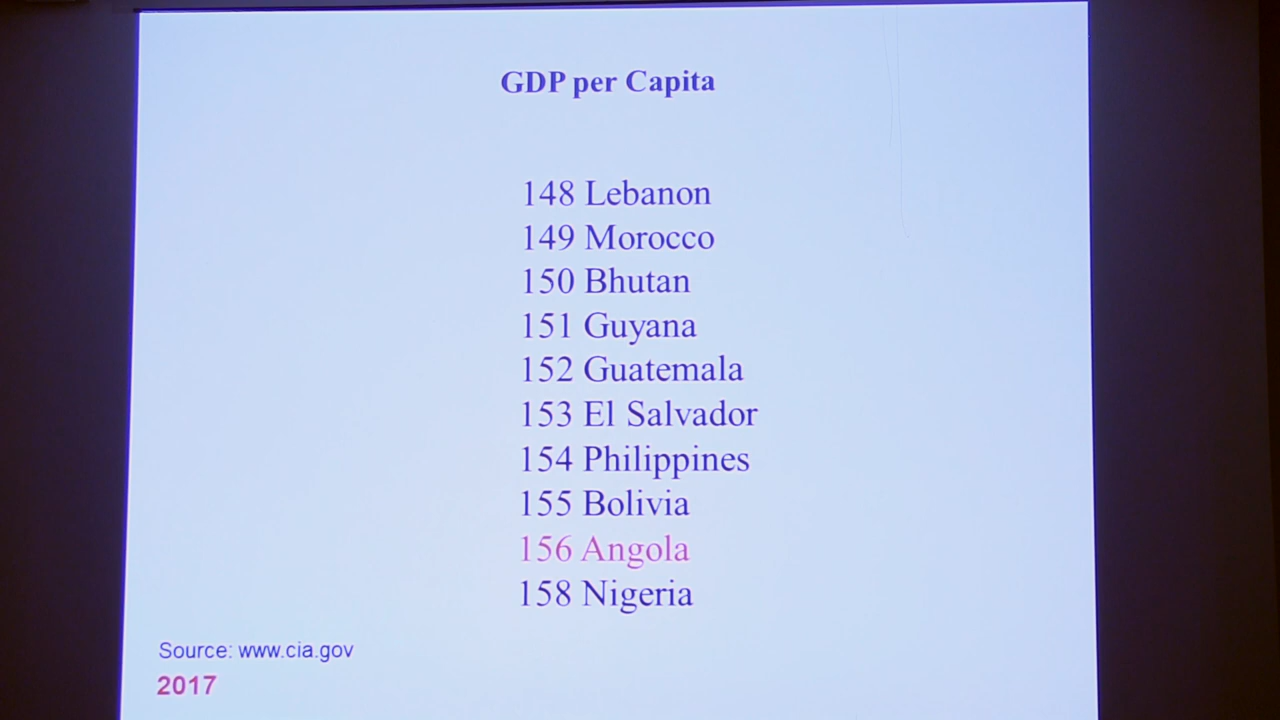 GDP per Capita
148 Lebanon
149 Morocco
150 Bhutan
151 Guyana
152 Guatemala
153 El Salvador
154 Philippines
155 Bolivia
156 Angola
158 Nigeria
Source: www.cia.gov
2017